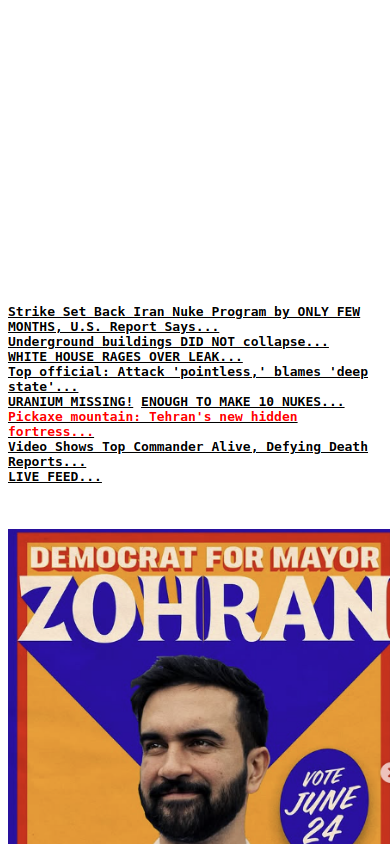 Strike Set Back Iran Nuke Program by ONLY FEW
MONTHS, U.S. Report Says...
Underground buildings DID NOT collapse...
WHITE HOUSE RAGES OVER LEAK...
Top official: Attack 'pointless,' blames 'deep
state'...
URANIUM MISSING! ENOUGH TO MAKE 10 NUKES...
Pickaxe mountain: Tehran's new hidden
fortress...
Video Shows Top Commander Alive, Defying Death
Reports...
LIVE FEED...
DEMOCRAT FOR MAYOR
ZOHRAN
VOTE
JUNE
24